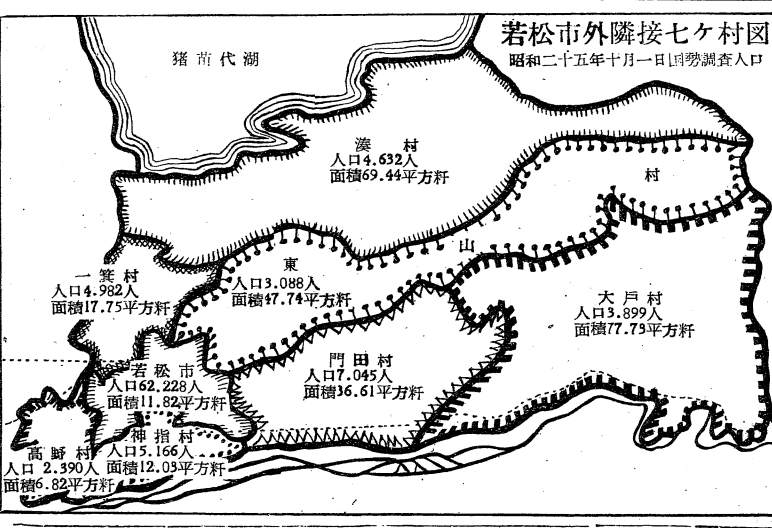 若松市外隣接七ケ村図
昭和二十五年十月一日国勢調査人口
猪苗代湖
湊村
人口4.632人
面積69.44平方粁
村
山
東
人口3.088人
面積47.74平方粁
一箕村
人口4.982人
面積17.75平方粁
大戸村
人口3.899人
面積77.73平方粁
門田村
人口7.045人
面積36.61平方粁
若松市
人口62.228人
面積11.82平方粁
神指村
人口5.166人
面積12.03平方粁
高野村
人口2.390人
面積6.82平方粁